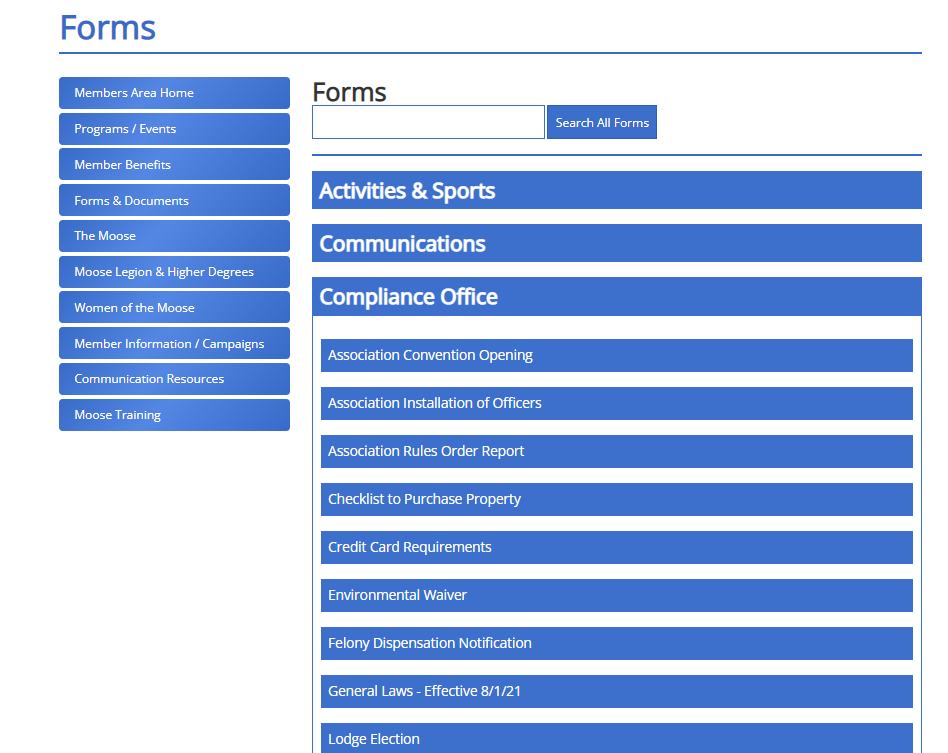 Forms
Members Area Home
Programs / Events
Member Benefits
Forms & Documents
The Moose
Moose Legion & Higher Degrees
Women of the Moose
Member Information / Campaigns
Communication Resources
Moose Training
Forms
Search All Forms
Activities & Sports
Communications
Compliance Office
Association Convention Opening
Association Installation of Officers
Association Rules Order Report
Checklist to Purchase Property
Credit Card Requirements
Environmental Waiver
Felony Dispensation Notification
General Laws - Effective 8/1/21
Lodge Election